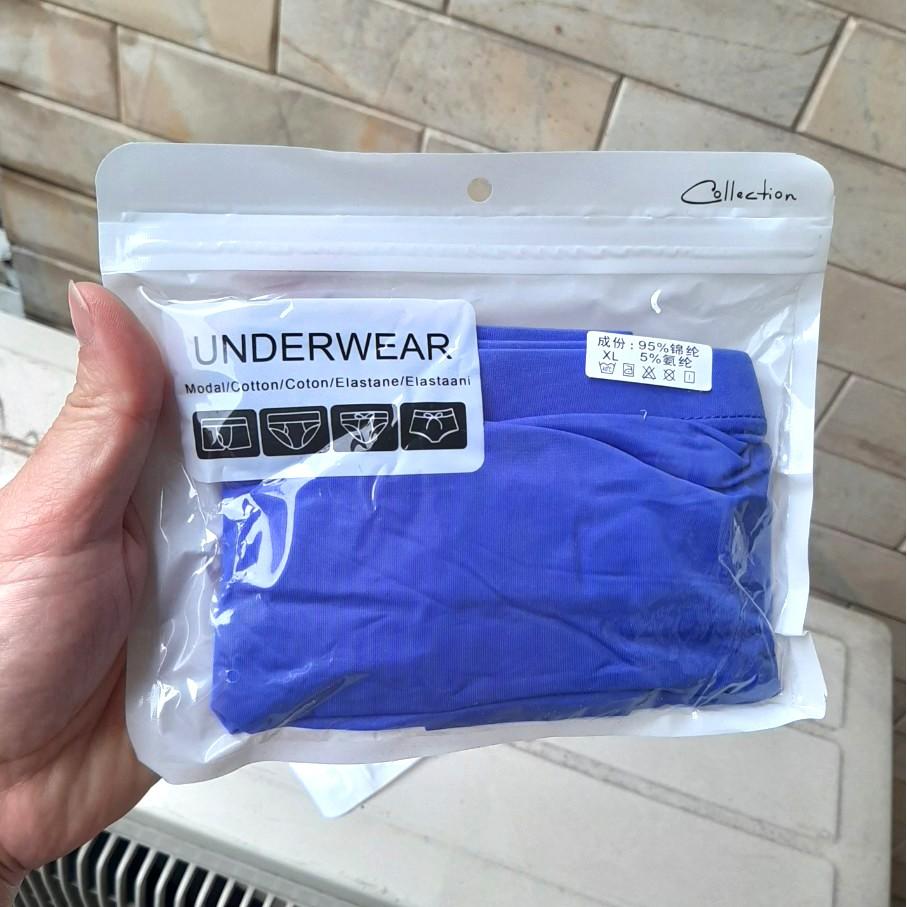 Collection
UNDERWEAR
Modal/Cotton/Coton/Elastane/Elastaani
成份：95%锦纶
XL 5%氨纶